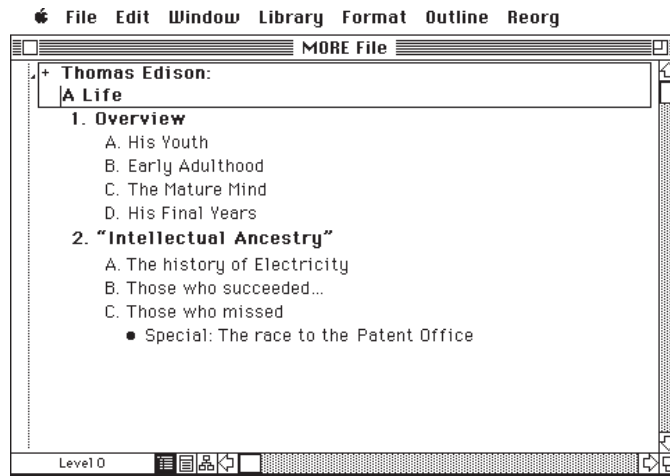 File Edit Window Library Format Outline Reorg
MORE File
+ Thomas Edison:
A Life
1. Overview
A. His Youth
B. Early Adulthood
C. The Mature Mind
D. His Final Years
2. “Intellectual Ancestry”
A. The history of Electricity
B. Those who succeeded...
C. Those who missed
• Special: The race to the Patent Office
Level 0